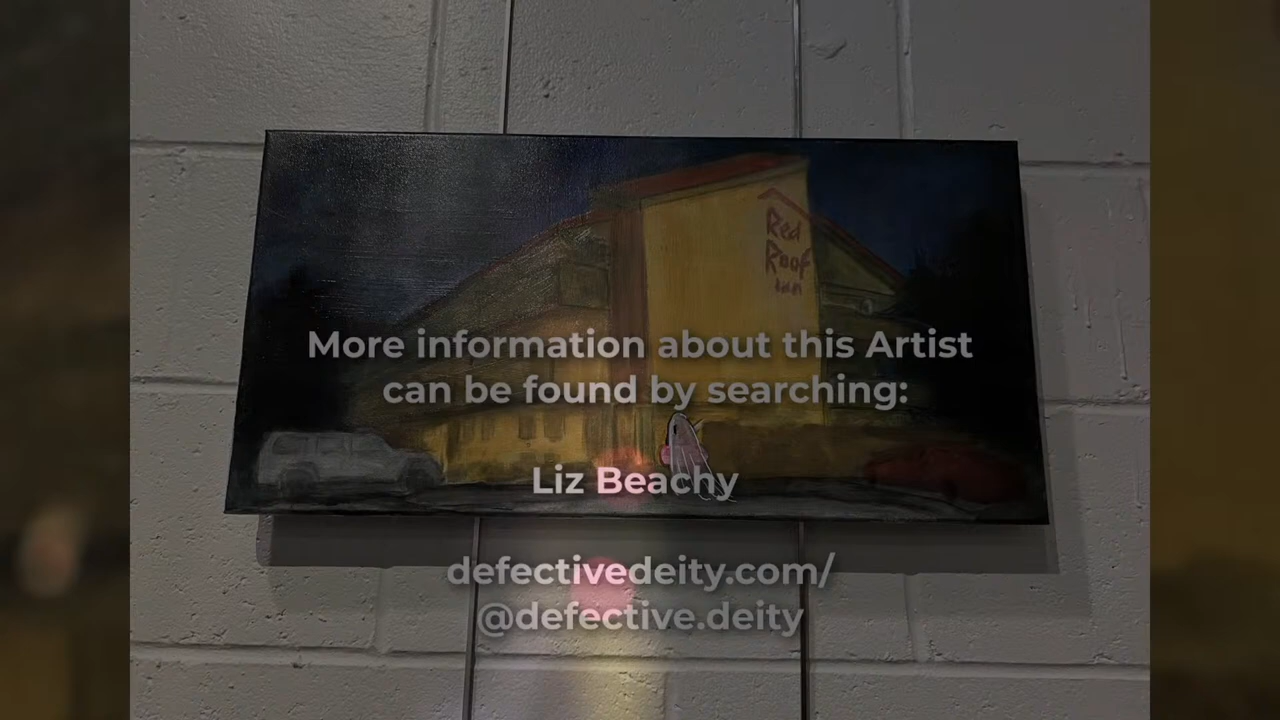 Red
Roof
Inn
More information about this Artist
can be found by searching:
Liz Beachy
defectivedeity.com/
@defective.deity